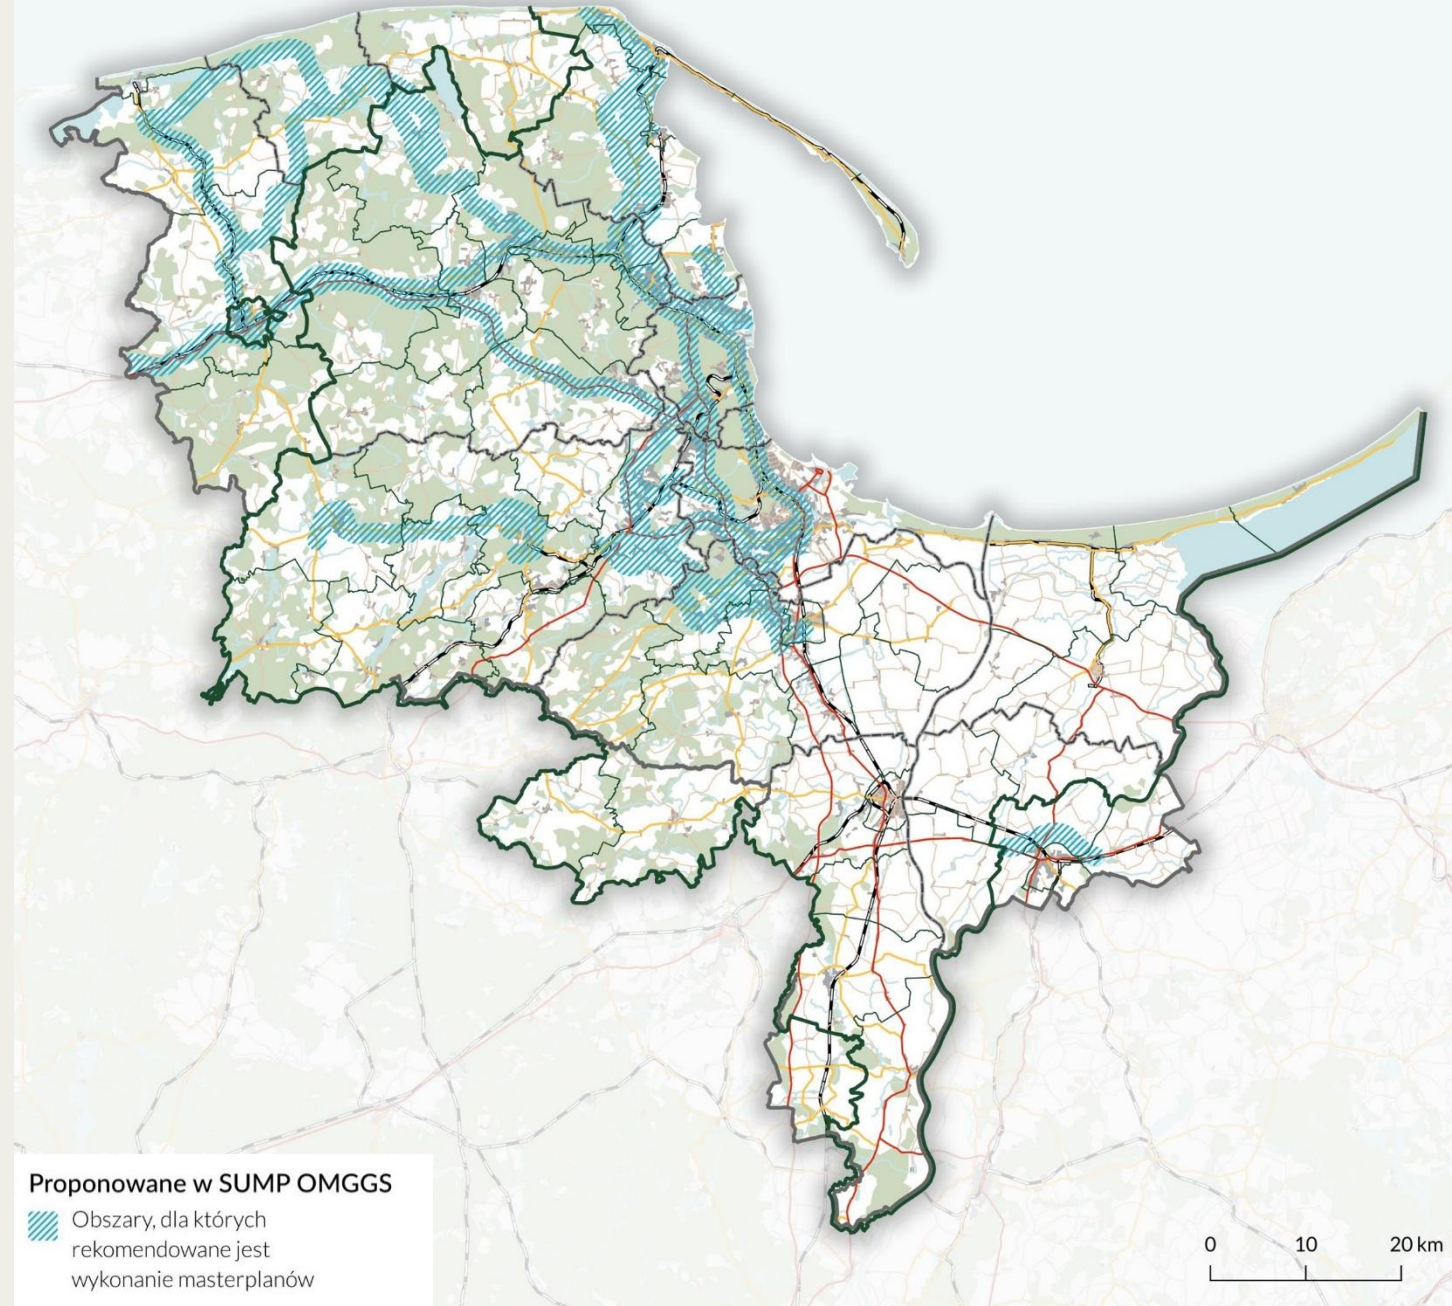 Proponowane w SUMP OMGGS
Obszary, dla których
rekomendowane jest
wykonanie masterplanów
0 10 20 km